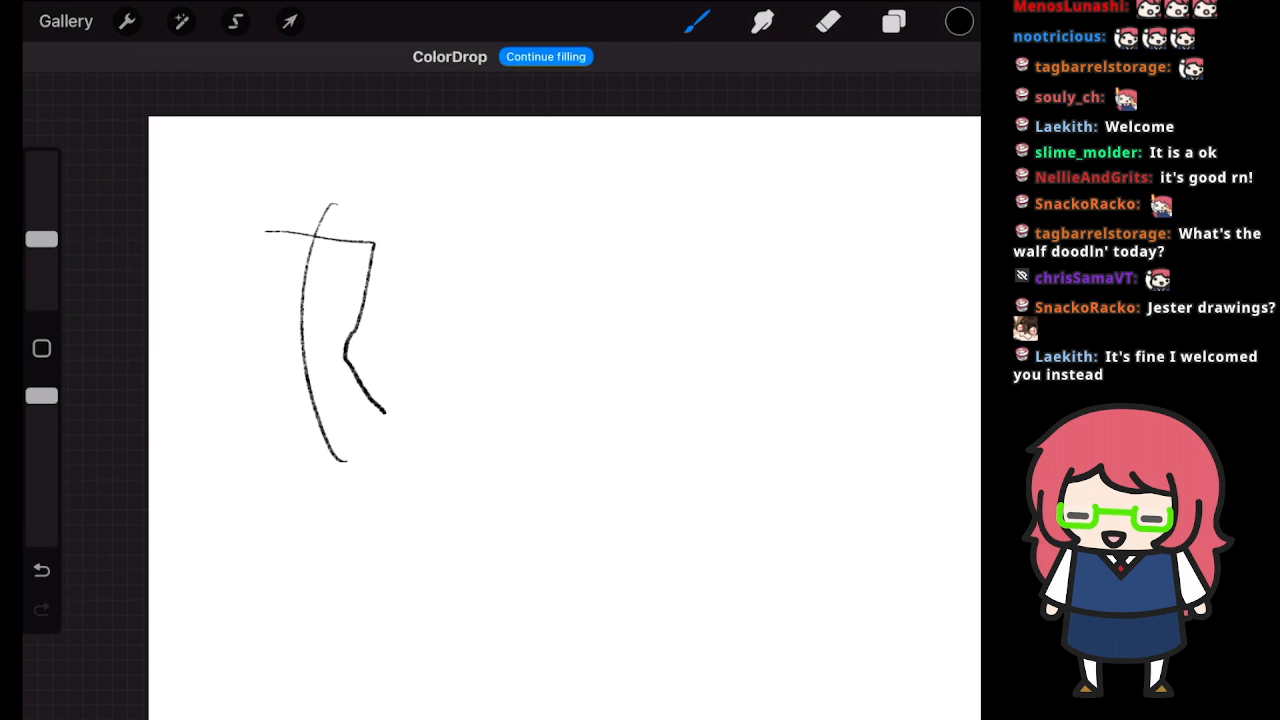 Gallery
ColorDrop Continue filling
MenosLunashi:
nootricious:
tagbarrelstorage:
souly_ch:
Laekith: Welcome
slime_molder: It is a ok
NellieAndGrits: it's good rn!
SnackoRacko:
tagbarrelstorage: What's the
walf doodln' today?
chrisSamaVT:
SnackoRacko: Jester drawings?
Laekith: It's fine I welcomed
you instead